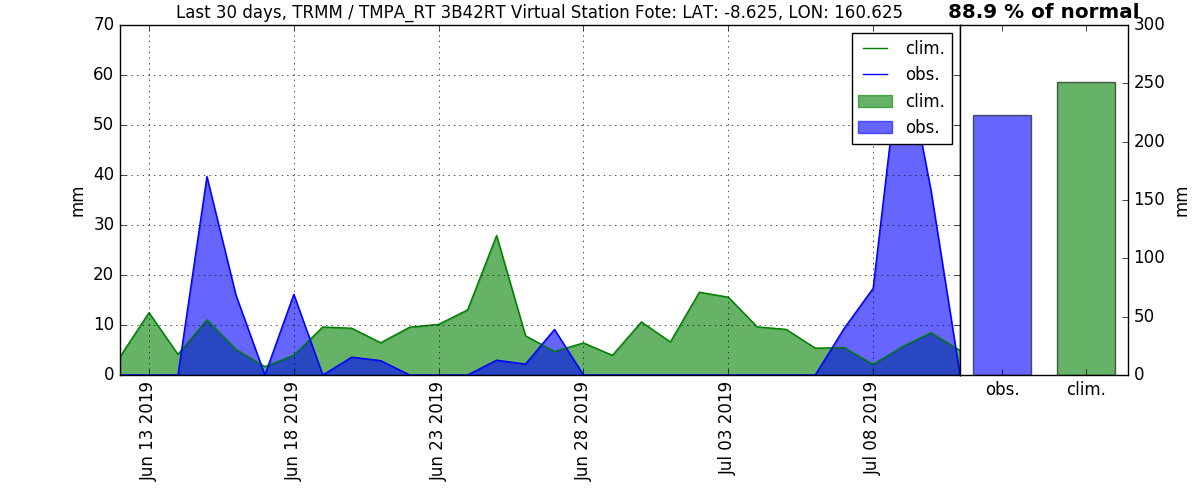 Last 30 days, TRMM / TMPA_RT 3B42RT Virtual Station Fote: LAT: -8.625, LON: 160.625
88.9 % of normal
70
60
50
40
30
20
10
0
mm
clim.
obs.
clim.
obs.
Jun 13 2019
Jun 18 2019
Jun 23 2019
Jun 28 2019
Jul 03 2019
Jul 08 2019
300
250
200
150
100
50
0
mm
obs.
clim.